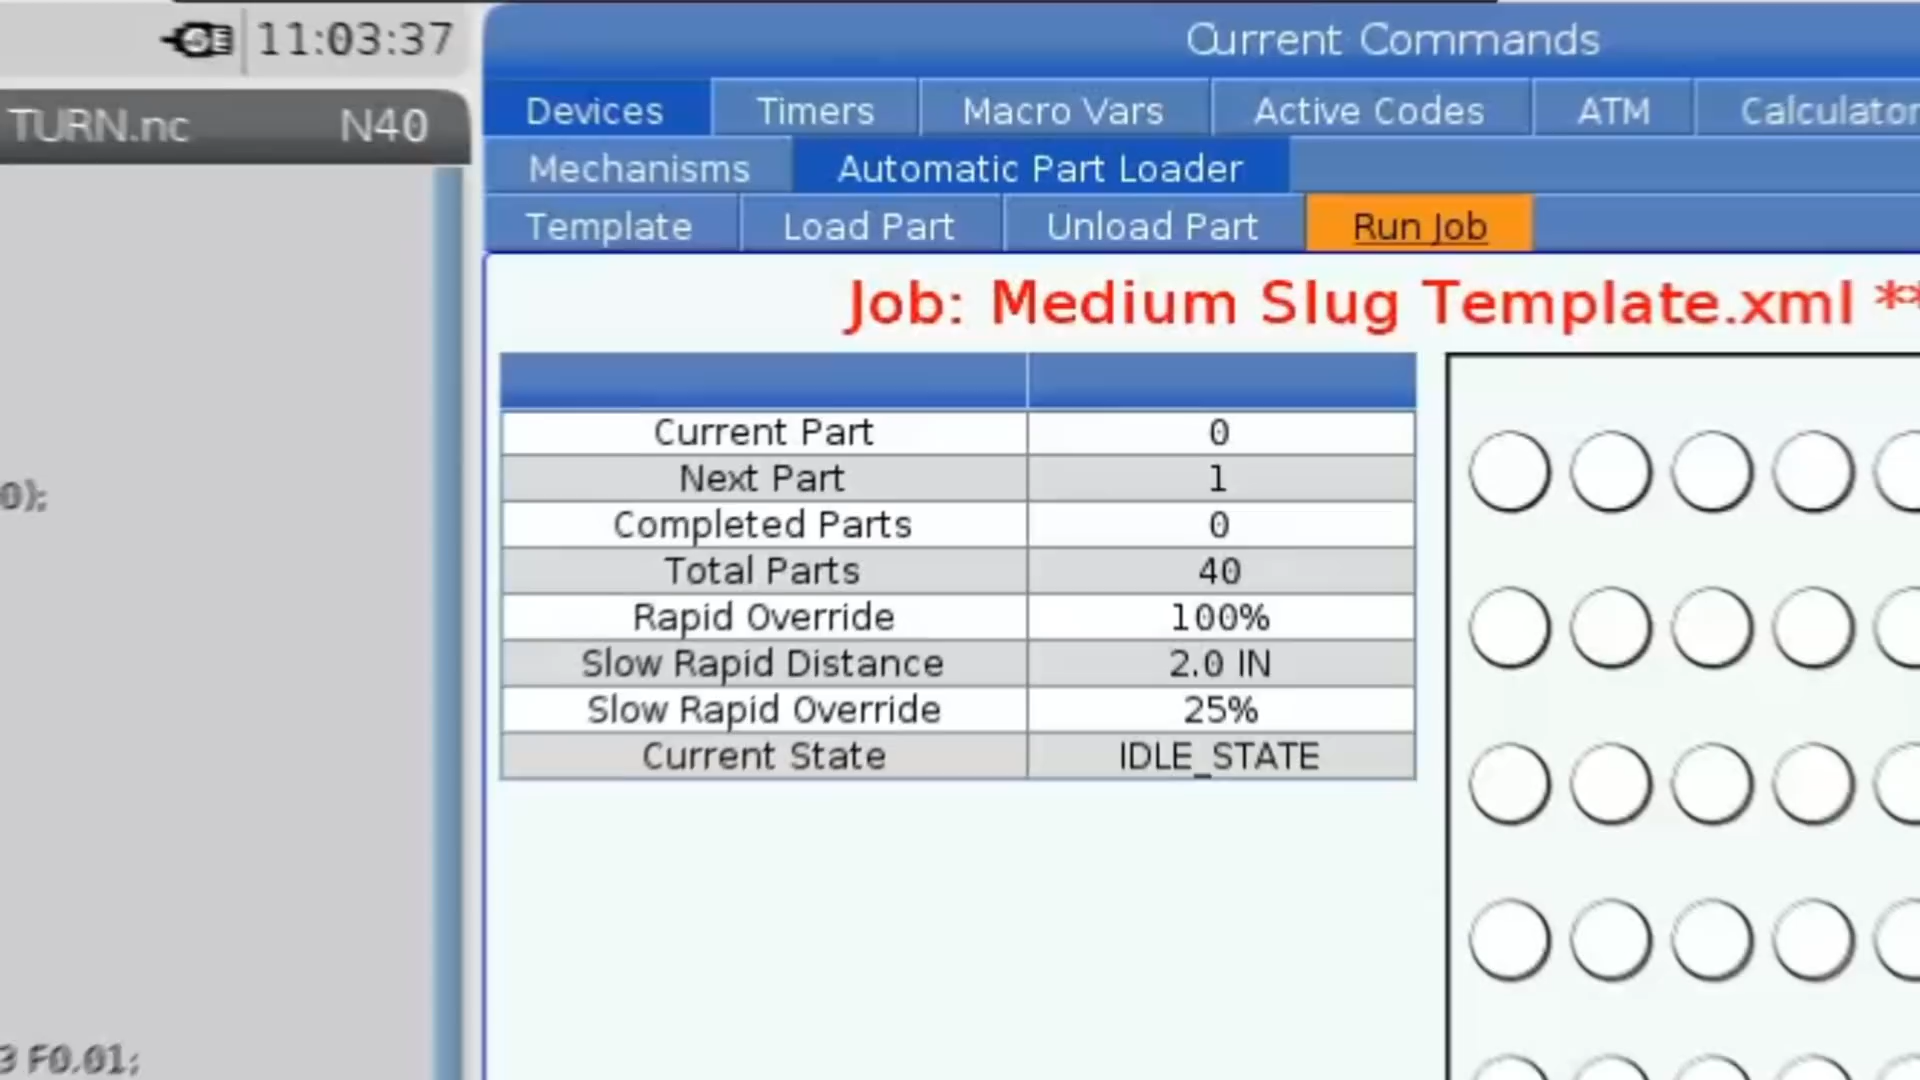 11:03:37
TURN.nc N40
0);
3 F0.01;
Current Commands
Devices Timers Macro Vars Active Codes ATM Calculator
Mechanisms Automatic Part Loader
Template Load Part Unload Part Run Job
Job: Medium Slug Template.xml **
Current Part 0
Next Part 1
Completed Parts 0
Total Parts 40
Rapid Override 100%
Slow Rapid Distance 2.0 IN
Slow Rapid Override 25%
Current State IDLE_STATE